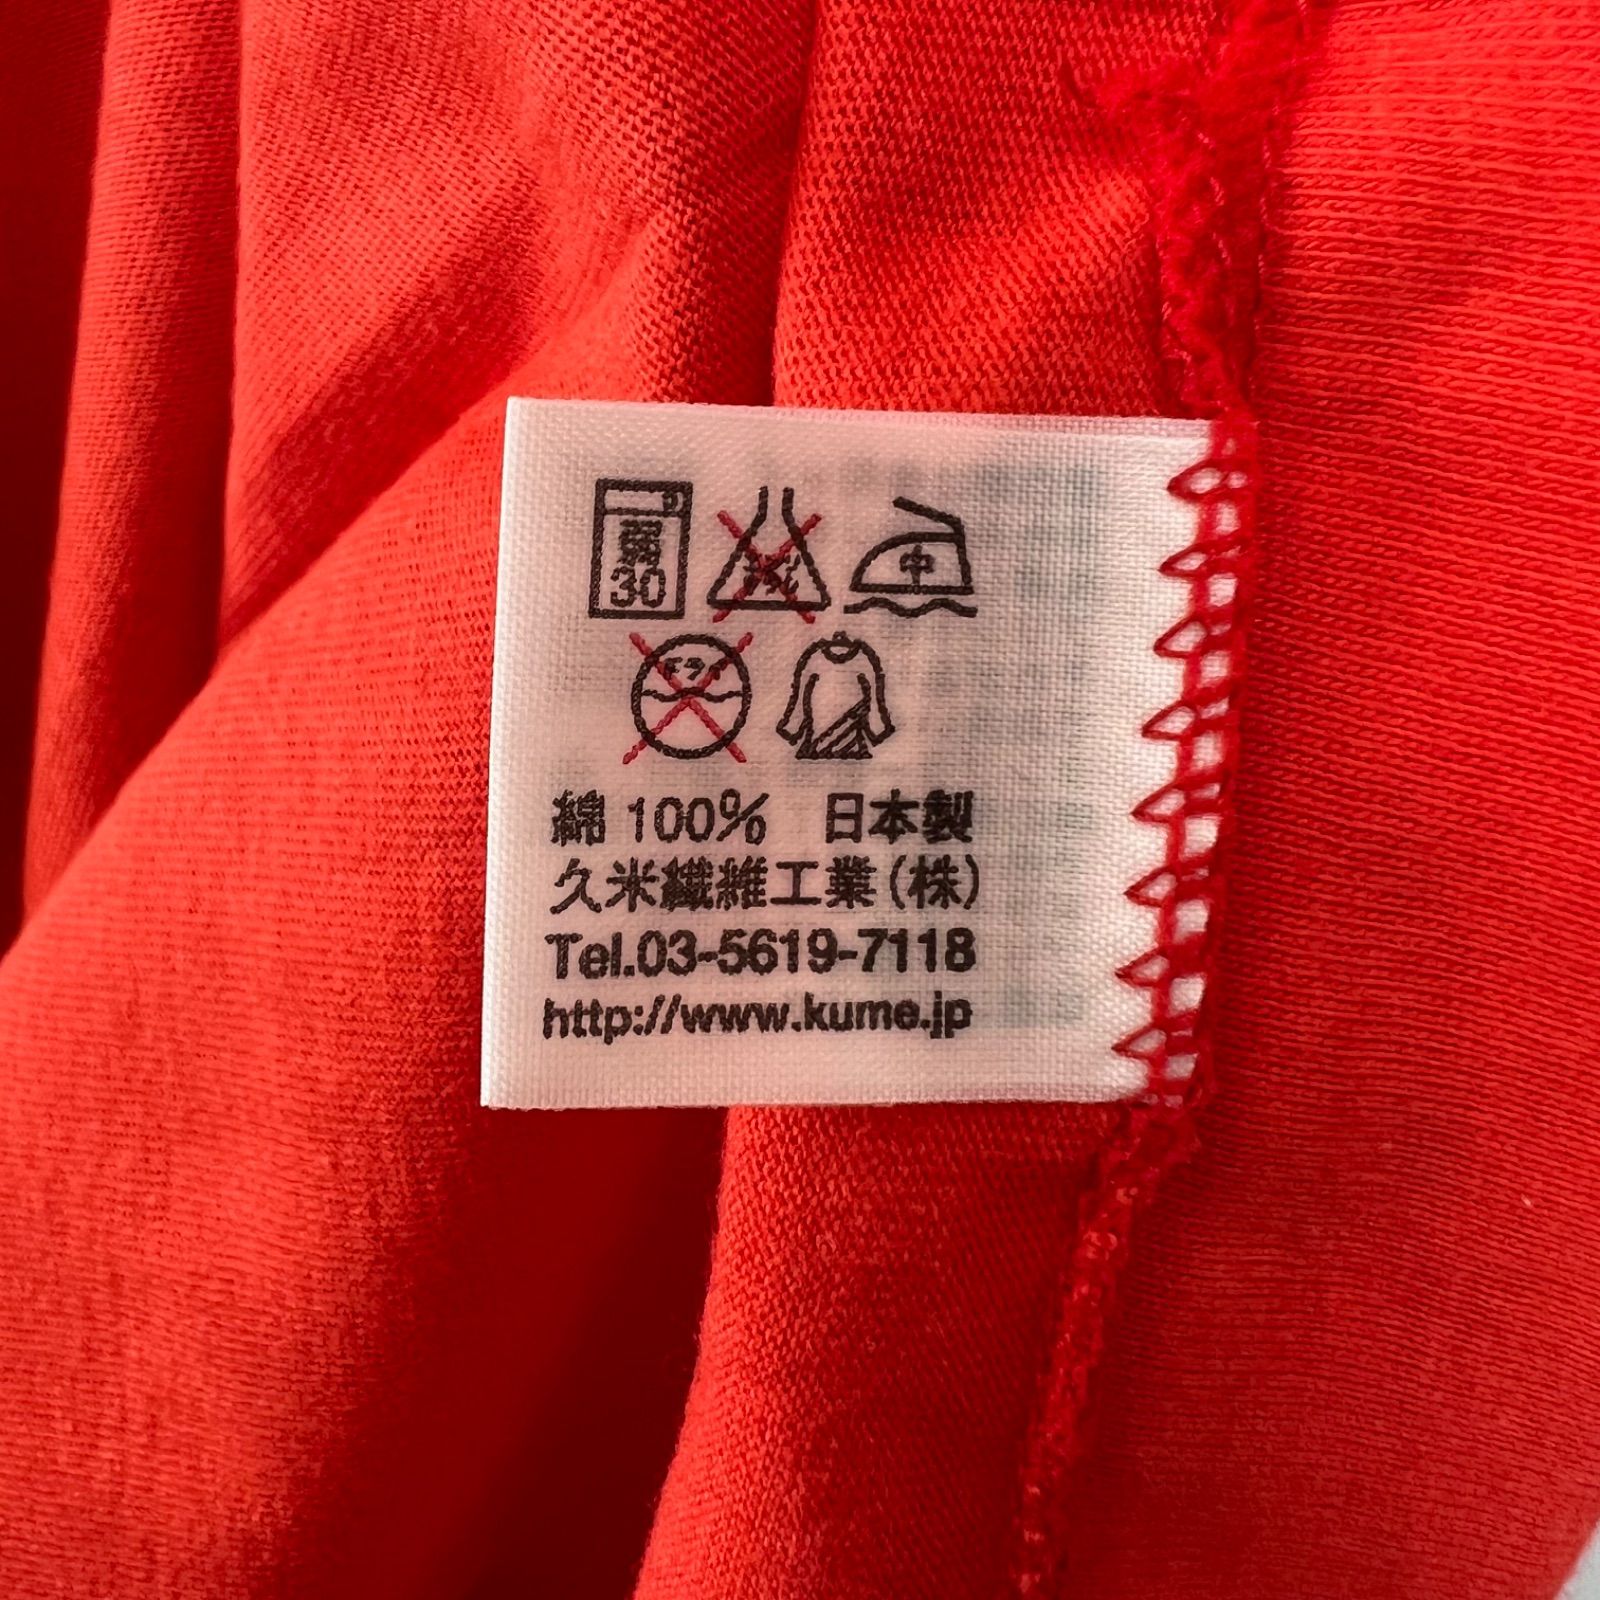 弱
30
中
綿 100% 日本製
久米繊維工業(株)
Tel.03-5619-7118
http://www.kume.jp